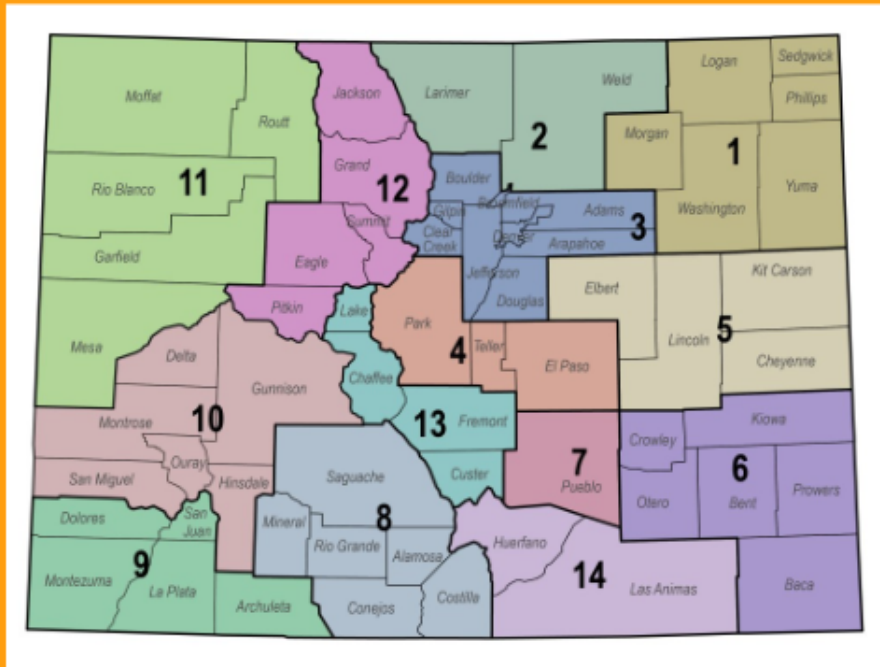 Moffat
Routt
Jackson
Larimer
Weld
Logan
Sedgwick
Phillips
Morgan
2
1
Rio Blanco
11
Grand
12
Boulder
Yuma
Washington
Gilpin
Broomfield
Adams
3
Summit
Clear
Creek
Denver
Arapahoe
Garfield
Eagle
Jefferson
Douglas
Elbert
Kit Carson
Pitkin
Lake
Park
4
Teller
El Paso
Lincoln
5
Cheyenne
Mesa
Delta
Gunnison
Chaffee
10
Montrose
13
Fremont
Kiowa
Crowley
Ouray
San Miguel
Hinsdale
Saguache
Custer
7
Pueblo
6
Otero
Bent
Prowers
Dolores
San
Juan
Mineral
8
Rio Grande
Alamosa
Huerfano
9
Montezuma
La Plata
Archuleta
Conejos
Costilla
14
Las Animas
Baca